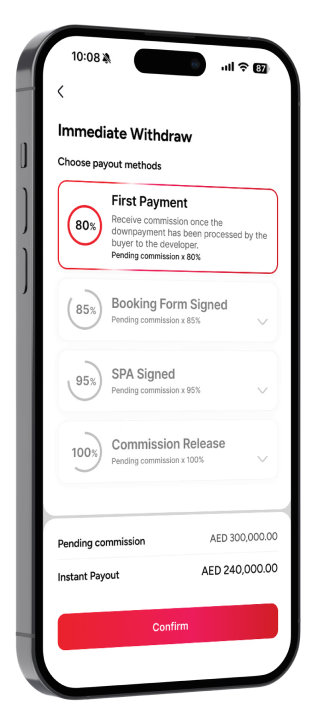 10:08
87
Immediate Withdraw
Choose payout methods
80%
First Payment
Receive commission once the
downpayment has been processed by the
buyer to the developer.
Pending commission x 80%
85%
Booking Form Signed
Pending commission x 85%
95%
SPA Signed
Pending commission x 95%
100%
Commission Release
Pending commission x 100%
Pending commission AED 300,000.00
Instant Payout AED 240,000.00
Confirm